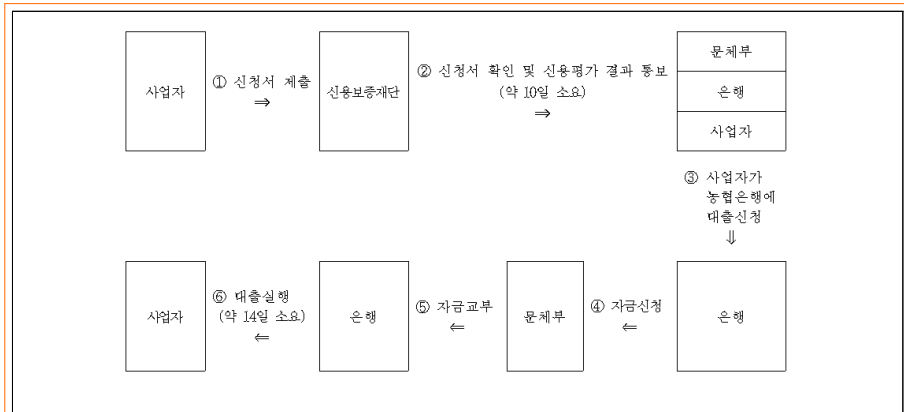 사업자
① 신청서 제출
⇒
신용보증재단
② 신청서 확인 및 신용평가 결과 통보
(약 10일 소요)
⇒
문체부
은행
사업자
③ 사업자가
농협은행에
대출신청
⇓
은행
④ 자금신청
⇐
문체부
⑤ 자금교부
⇐
은행
⑥ 대출실행
(약 14일 소요)
⇐
사업자